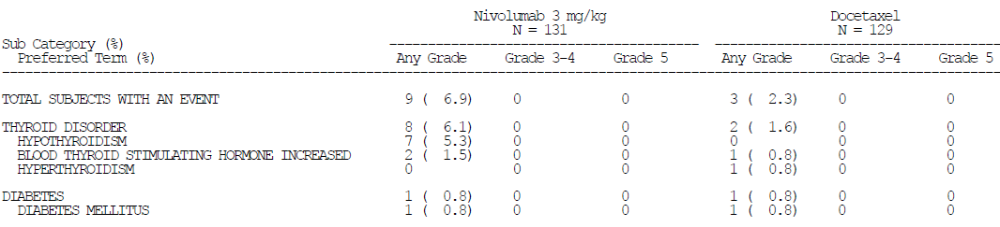 Nivolumab 3 mg/kg Docetaxel
N = 131 N = 129
Sub Category (%)
Preferred Term (%) Any Grade Grade 3-4 Grade 5 Any Grade Grade 3-4 Grade 5
TOTAL SUBJECTS WITH AN EVENT 9 ( 6.9) 0 0 3 ( 2.3) 0 0
THYROID DISORDER 8 ( 6.1) 0 0 2 ( 1.6) 0 0
HYPOTHYROIDISM 7 ( 5.3) 0 0 0 0 0
BLOOD THYROID STIMULATING HORMONE INCREASED 2 ( 1.5) 0 0 1 ( 0.8) 0 0
HYPERTHYROIDISM 0 0 0 1 ( 0.8) 0 0
DIABETES 1 ( 0.8) 0 0 1 ( 0.8) 0 0
DIABETES MELLITUS 1 ( 0.8) 0 0 1 ( 0.8) 0 0